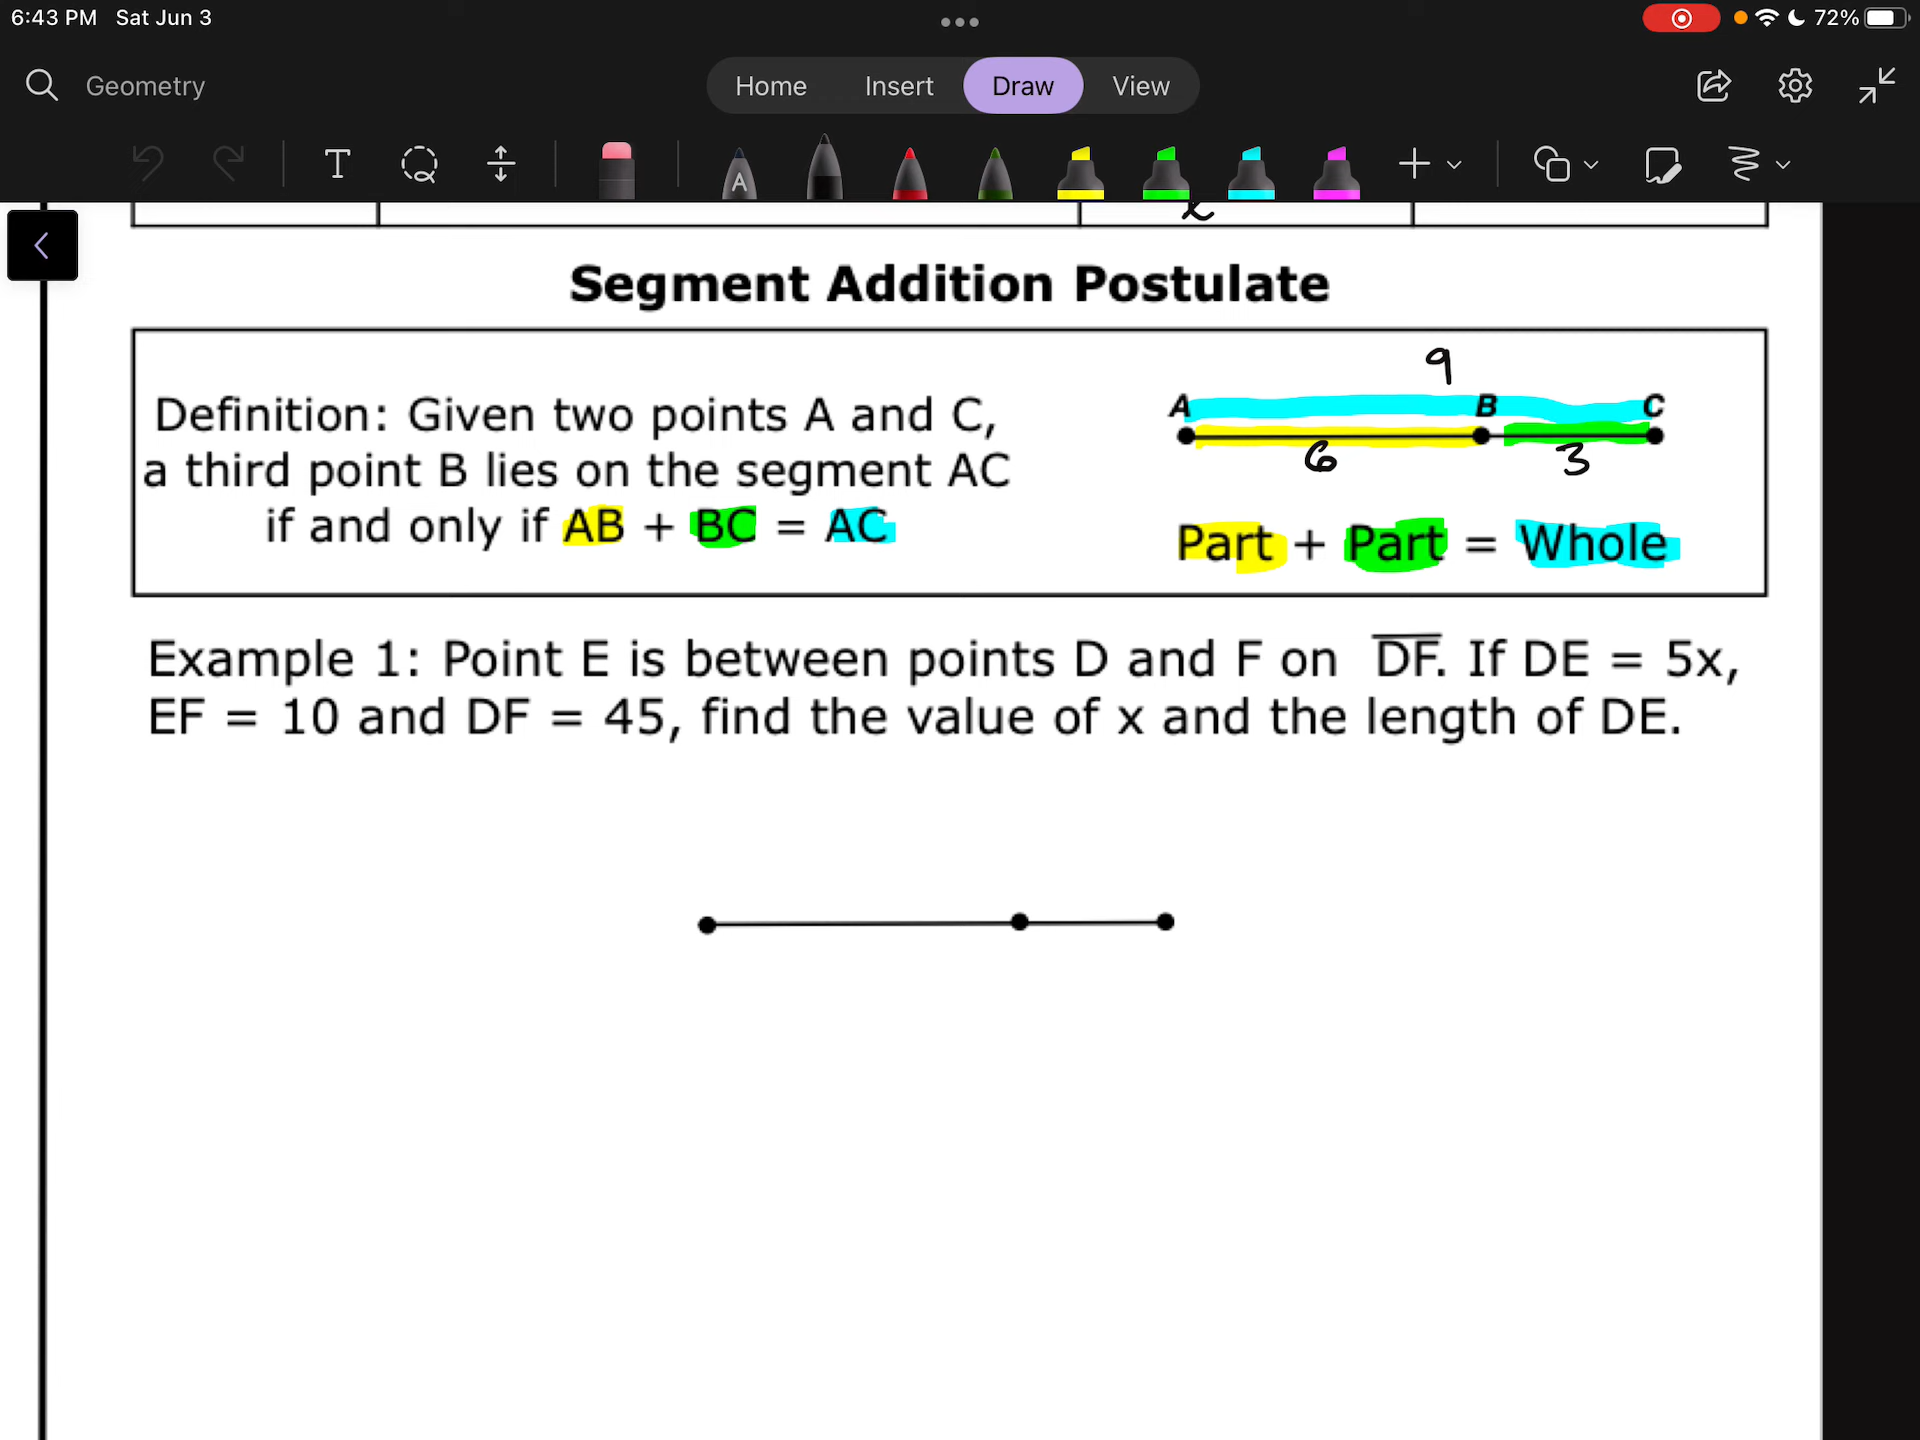 6:43 PM Sat Jun 3
72%
Geometry
Home Insert Draw View
T
A
x
Segment Addition Postulate
9
Definition: Given two points A and C,
a third point B lies on the segment AC
if and only if AB + BC = AC
A B C
6 3
Part + Part = Whole
Example 1: Point E is between points D and F on DF. If DE = 5x,
EF = 10 and DF = 45, find the value of x and the length of DE.